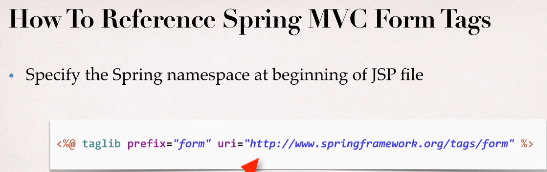 How To Reference Spring MVC Form Tags
• Specify the Spring namespace at beginning of JSP file
<%@ taglib prefix="form" uri="http://www.springframework.org/tags/form" %>